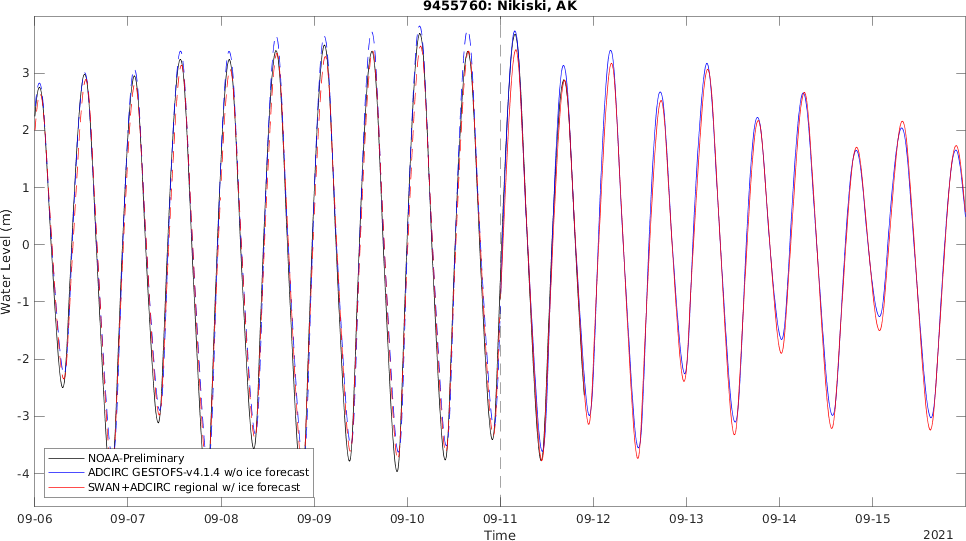 9455760: Nikiski, AK
Water Level (m)
3
2
1
0
-1
-2
-3
-4
NOAA-Preliminary
ADCIRC GESTOFS-v4.1.4 w/o ice forecast
SWAN+ADCIRC regional w/ ice forecast
09-06 09-07 09-08 09-09 09-10 09-11 09-12 09-13 09-14 09-15
Time
2021